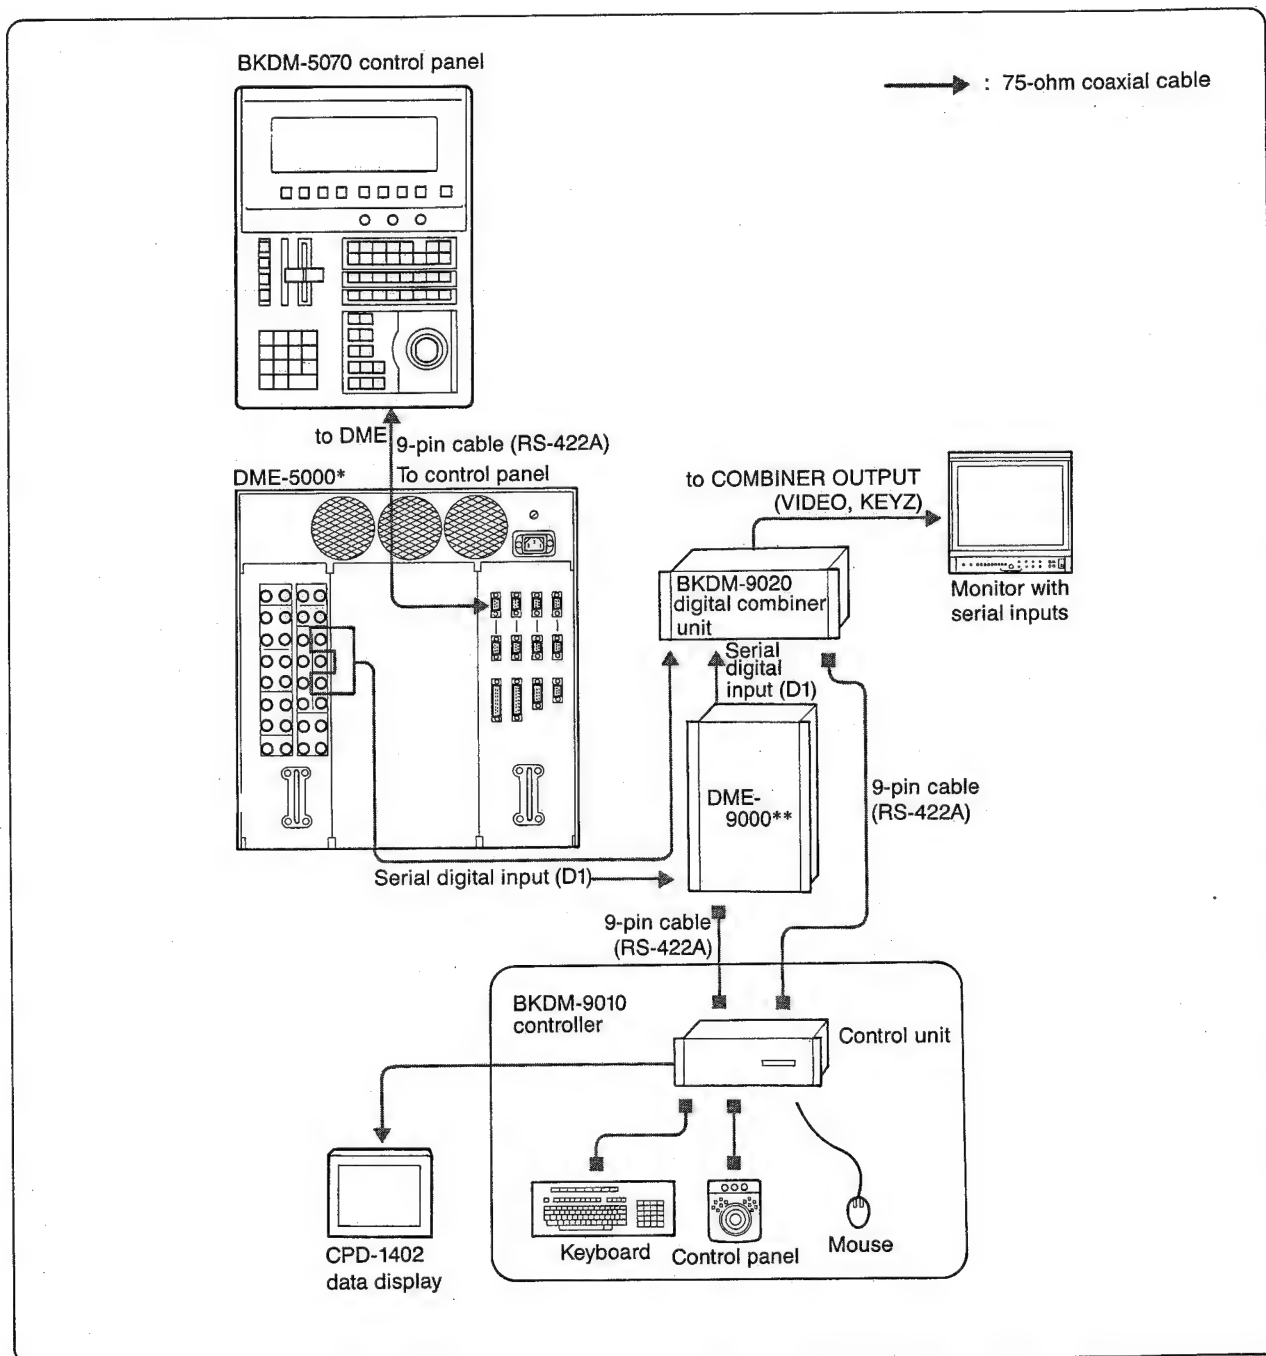 BKDM-5070 control panel
: 75-ohm coaxial cable
to DME
9-pin cable (RS-422A)
DME-5000*
To control panel
to COMBINER OUTPUT
(VIDEO, KEYZ)
BKDM-9020
digital combiner
unit
Monitor with
serial inputs
Serial
digital
input (D1)
DME-
9000**
9-pin cable
(RS-422A)
Serial digital input (D1)
9-pin cable
(RS-422A)
BKDM-9010
controller
Control unit
Keyboard
Control panel
Mouse
CPD-1402
data display